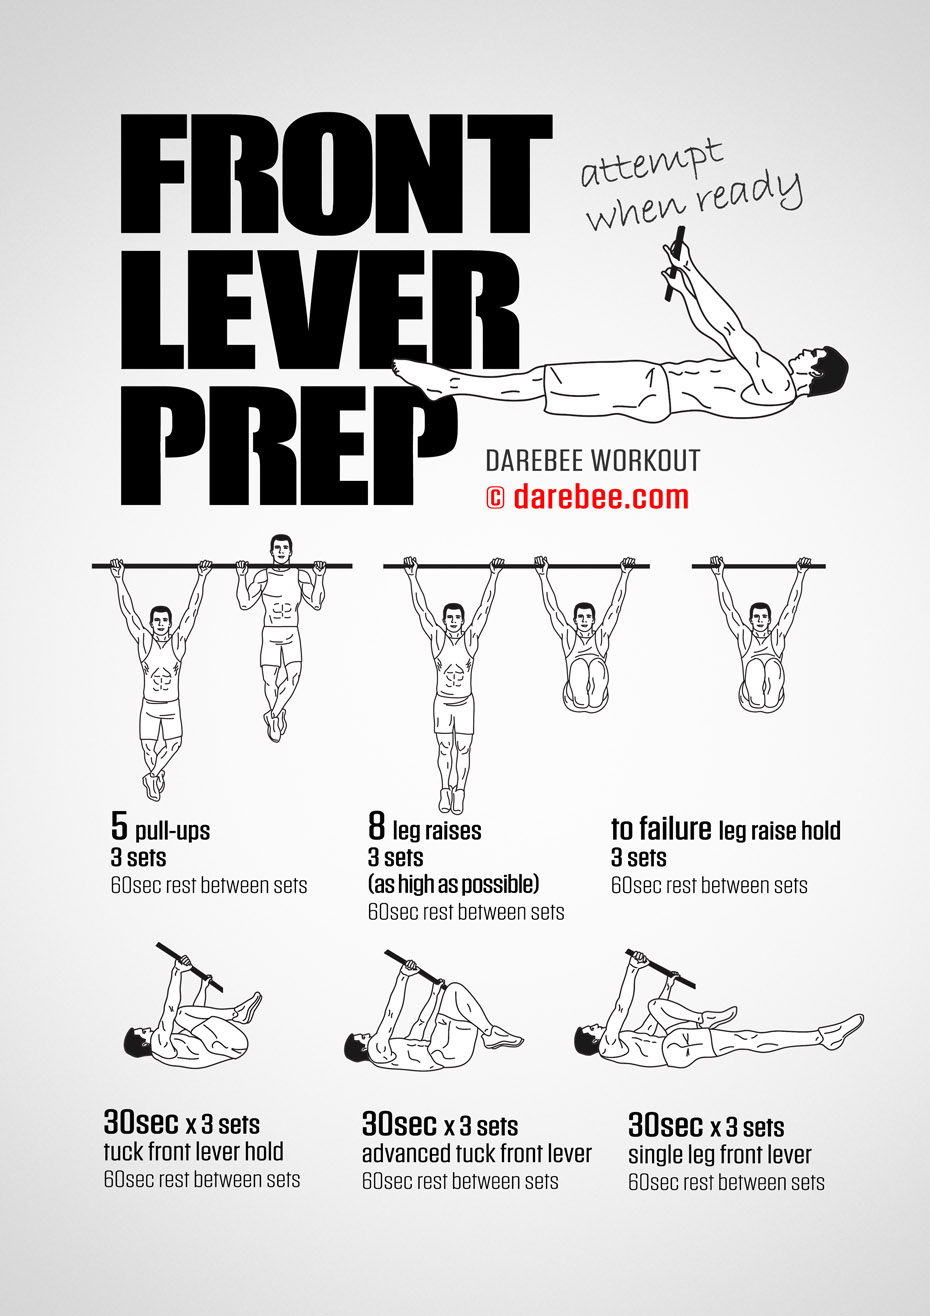 FRONT
LEVER
PREP
attempt
when ready
DAREBEE WORKOUT
© darebee.com
5 pull-ups
3 sets
60sec rest between sets
8 leg raises
3 sets
(as high as possible)
60sec rest between sets
to failure leg raise hold
3 sets
60sec rest between sets
30sec x 3 sets
tuck front lever hold
60sec rest between sets
30sec x 3 sets
advanced tuck front lever
60sec rest between sets
30sec x 3 sets
single leg front lever
60sec rest between sets